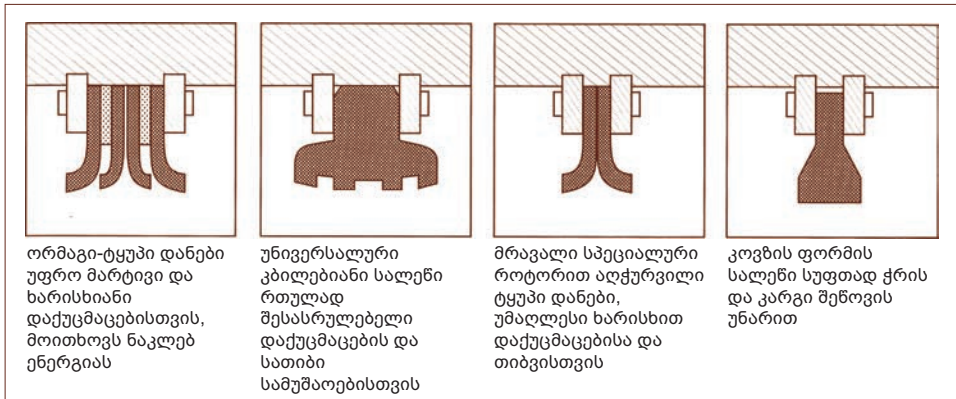 ორმაგი-ტყუპი დანები
უფრო მარტივი და
ხარისხიანი
დაქუცმაცებისთვის,
მოითხოვს ნაკლებ
ენერგიას
უნივერსალური
კბილებიანი სალეწი
რთულად
შესასრულებელი
დაქუცმაცების და
სათიბი
სამუშაოებისთვის
მრავალი სპეციალური
როტორით აღჭურვილი
ტყუპი დანები,
უმაღლესი ხარისხით
დაქუცმაცებისა და
თიბვისთვის
კოვზის ფორმის
სალეწი სუფთად ჭრის
და კარგი შეწოვის
უნარით